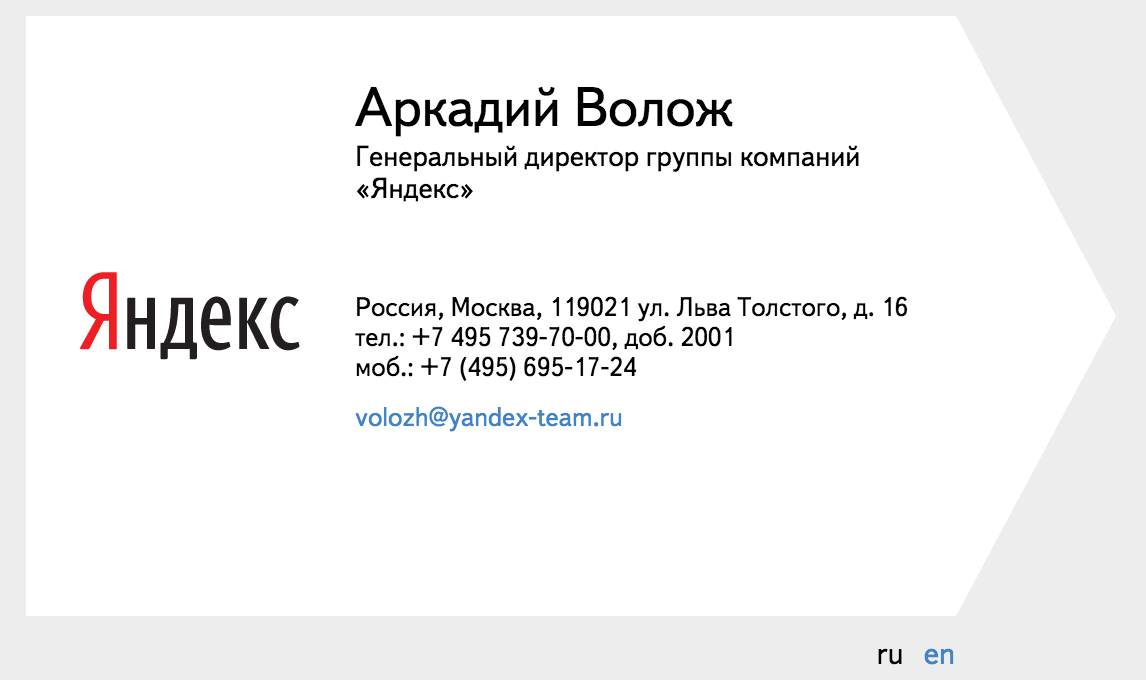 Аркадий Волож
Генеральный директор группы компаний
«Яндекс»
Яндекс
Россия, Москва, 119021 ул. Льва Толстого, д. 16
тел.: +7 495 739-70-00, доб. 2001
моб.: +7 (495) 695-17-24
volozh@yandex-team.ru
ru en